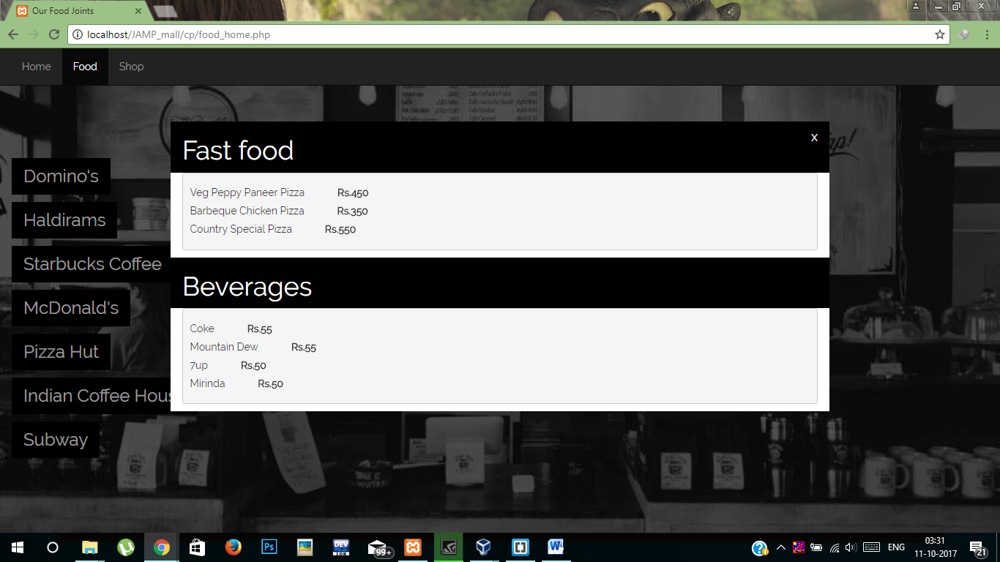 Our Food Joints
localhost/JAMP_mall/cp/food_home.php
Home Food Shop
Fast food x
Veg Peppy Paneer Pizza Rs.450
Barbeque Chicken Pizza Rs.350
Country Special Pizza Rs.550
Beverages
Coke Rs.55
Mountain Dew Rs.55
7up Rs.50
Mirinda Rs.50
Domino's
Haldirams
Starbucks Coffee
McDonald's
Pizza Hut
Indian Coffee Hous
Subway
Ps
DEV
IDE
99+
W
ENG
03:31
11-10-2017
21